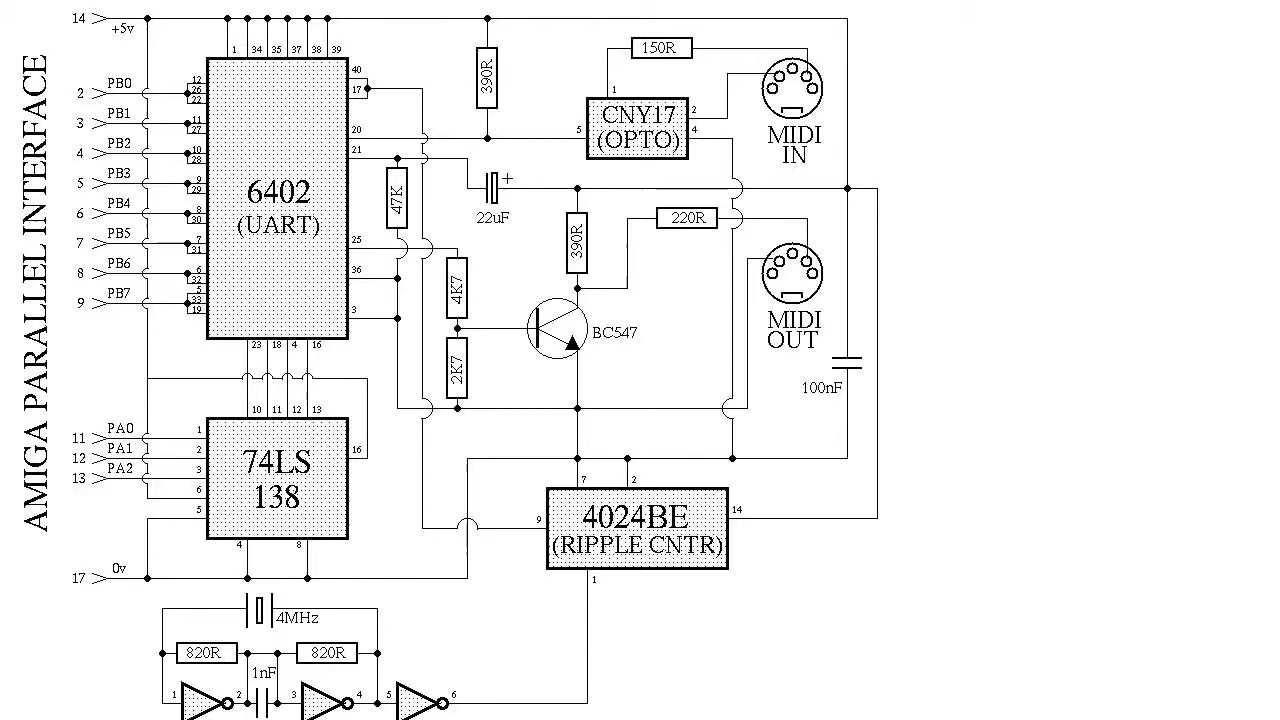 AMIGA PARALLEL INTERFACE
14 +5v
1 34 35 37 38 39
2 PB0 12 26 22
3 PB1 11 27
4 PB2 10 28
5 PB3 9 29
6 PB4 8 30
7 PB5 7 31
8 PB6 6 32
9 PB7 5 33 19
6402
(UART)
40
17
20
21
25
36
3
23 18 4 16
390R
47K
22uF
+
4K7
2K7
390R
BC547
150R
1
5 CNY17 2
(OPTO) 4
MIDI
IN
220R
MIDI
OUT
100nF
10 11 12 13
11 PA0 1
12 PA1 2
13 PA2 3
6
5
74LS
138
16
4 8
17 0v
7 2
9 4024BE 14
(RIPPLE CNTR)
1
4MHz
820R 820R
1nF
1 2 3 4 5 6